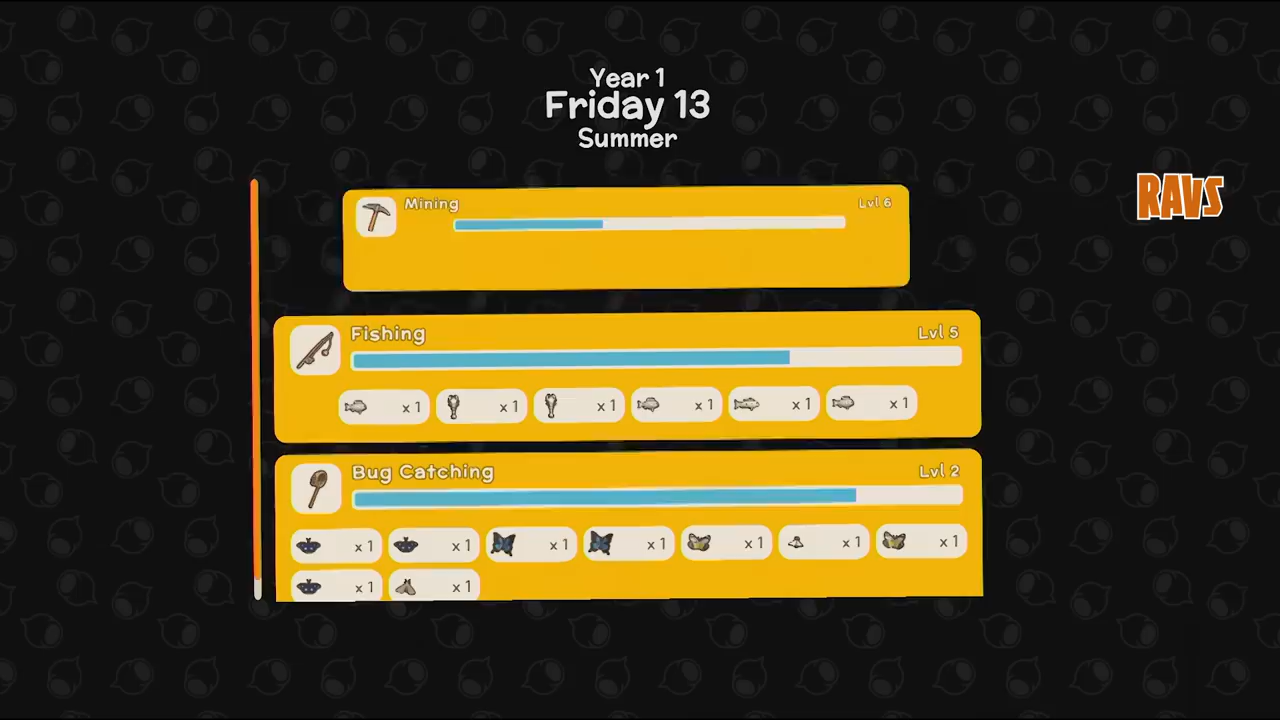 Year 1
Friday 13
Summer
RAVS
Mining Lvl 6
Fishing Lvl 5
x 1 x 1 x 1 x 1 x 1 x 1
Bug Catching Lvl 2
x 1 x 1 x 1 x 1 x 1 x 1 x 1
x 1 x 1